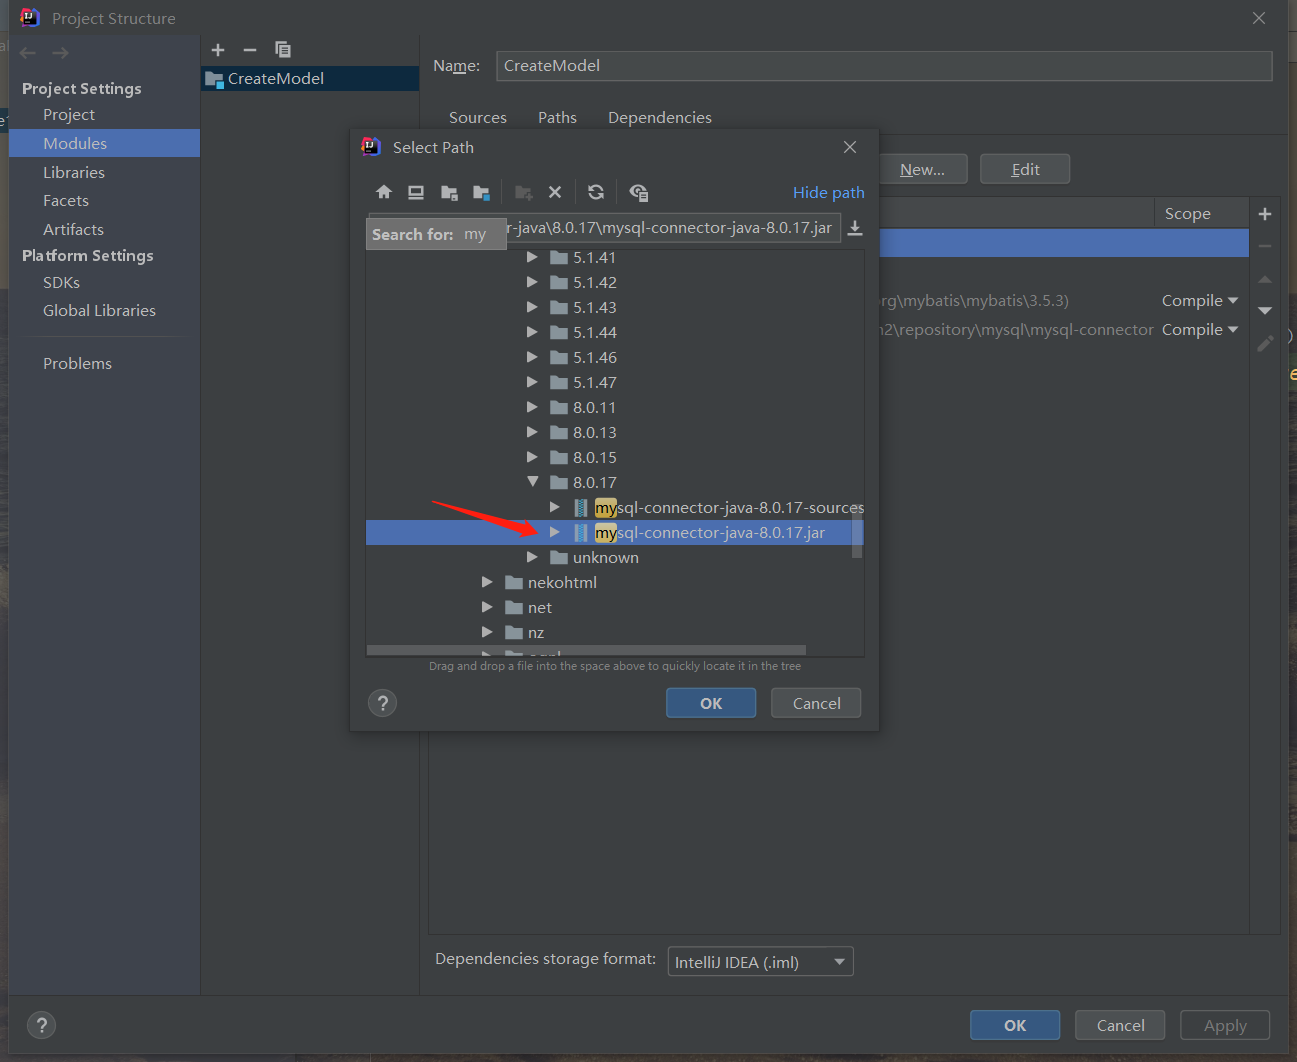 Project Structure
Project Settings
Project
Modules
Libraries
Facets
Artifacts
Platform Settings
SDKs
Global Libraries
Problems
CreateModel
Name: CreateModel
Sources Paths Dependencies
New... Edit
Scope
org\mybatis\mybatis\3.5.3) Compile
\repository\mysql\mysql-connector Compile
Select Path
Hide path
Search for: my
r-java\8.0.17\mysql-connector-java-8.0.17.jar
5.1.41
5.1.42
5.1.43
5.1.44
5.1.46
5.1.47
8.0.11
8.0.13
8.0.15
8.0.17
mysql-connector-java-8.0.17-sources
mysql-connector-java-8.0.17.jar
unknown
nekohtml
net
nz
Drag and drop a file into the space above to quickly locate it in the tree
? OK Cancel
Dependencies storage format: IntelliJ IDEA (.iml)
? OK Cancel Apply